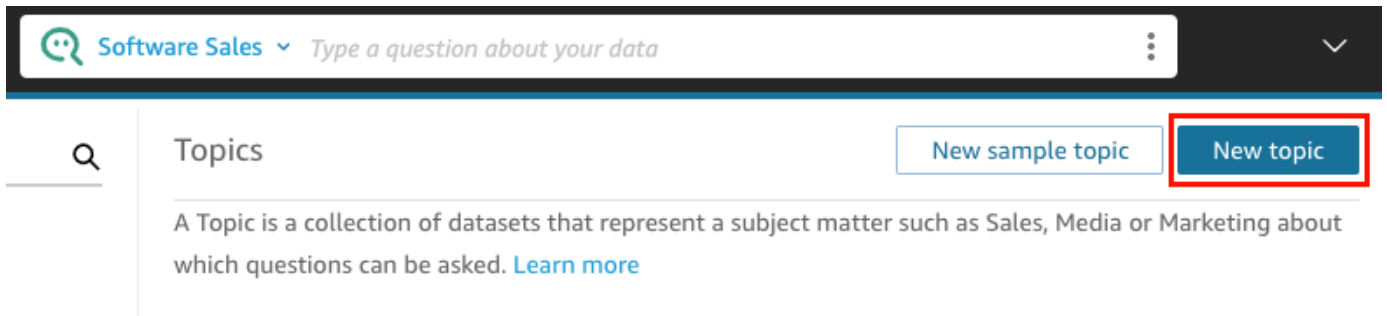 Software Sales Type a question about your data
Topics New sample topic New topic
A Topic is a collection of datasets that represent a subject matter such as Sales, Media or Marketing about
which questions can be asked. Learn more